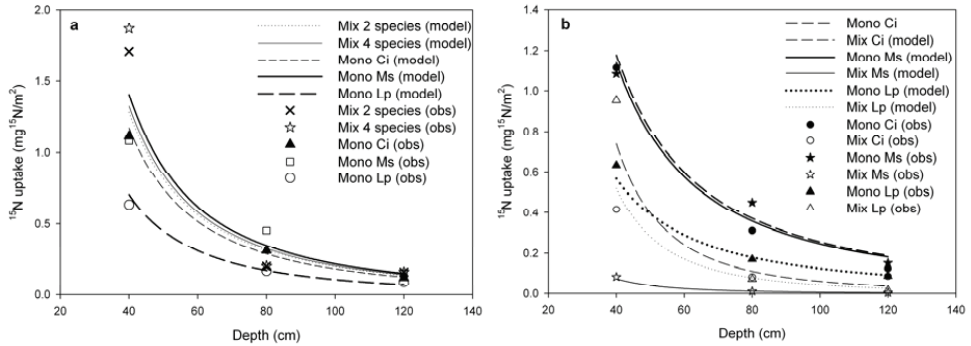 a
Mix 2 species (model)
Mix 4 species (model)
Mono Ci (model)
Mono Ms (model)
Mono Lp (model)
Mix 2 species (obs)
Mix 4 species (obs)
Mono Ci (obs)
Mono Ms (obs)
Mono Lp (obs)
2.0
1.5
1.0
0.5
0.0
¹⁵N uptake (mg¹⁵N/m²)
20 40 60 80 100 120 140
Depth (cm)
b
Mono Ci
Mix Ci (model)
Mono Ms (model)
Mix Ms (model)
Mono Lp (model)
Mix Lp (model)
Mono Ci (obs)
Mix Ci (obs)
Mono Ms (obs)
Mix Ms (obs)
Mono Lp (obs)
Mix Lp (obs)
1.4
1.2
1.0
0.8
0.6
0.4
0.2
0.0
¹⁵N uptake (mg¹⁵N/m²)
20 40 60 80 100 120 140
Depth (cm)